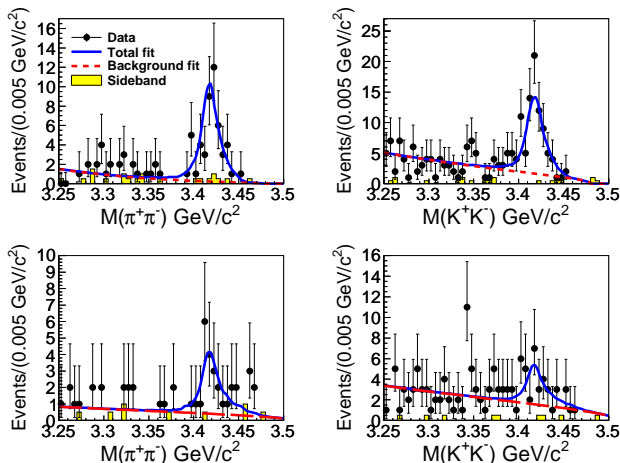 Events/(0.005 GeV/c²)
16
14
12
10
8
6
4
2
0
Data
Total fit
Background fit
Sideband
3.25 3.3 3.35 3.4 3.45 3.5
M(π⁺π⁻) GeV/c²
Events/(0.005 GeV/c²)
25
20
15
10
5
0
3.25 3.3 3.35 3.4 3.45 3.5
M(K⁺K⁻) GeV/c²
Events/(0.005 GeV/c²)
10
9
8
7
6
5
4
3
2
1
0
3.25 3.3 3.35 3.4 3.45 3.5
M(π⁺π⁻) GeV/c²
Events/(0.005 GeV/c²)
16
14
12
10
8
6
4
2
0
3.25 3.3 3.35 3.4 3.45 3.5
M(K⁺K⁻) GeV/c²